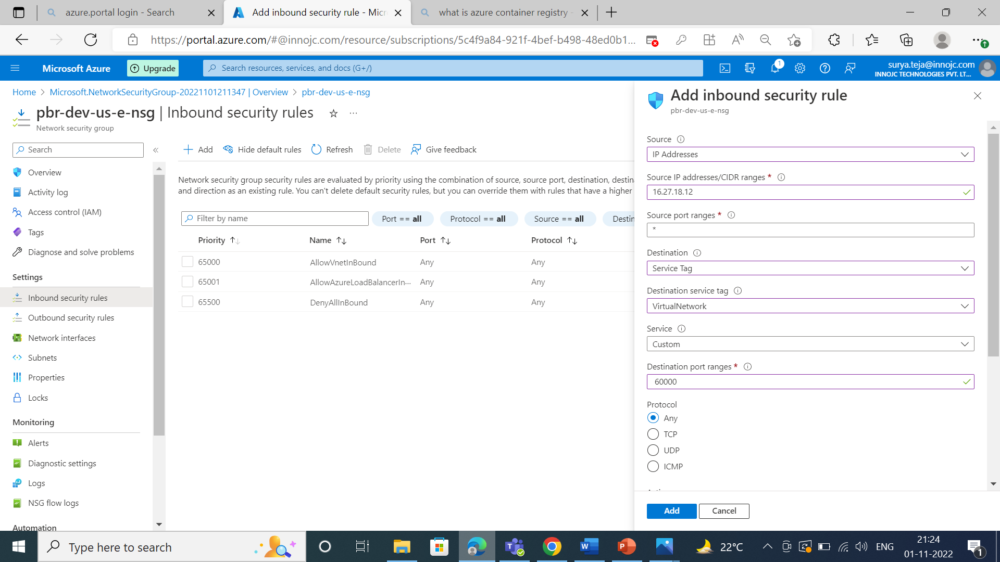 azure.portal login - Search
Add inbound security rule - Micr
what is azure container registry -
https://portal.azure.com/#@innojc.com/resource/subscriptions/5c4f9a84-921f-4bef-b498-48ed0b1...
Microsoft Azure
Upgrade
Search resources, services, and docs (G+/)
1
surya.teja@innojc.com
INNOJC TECHNOLOGIES PVT. LT...
Home > Microsoft.NetworkSecurityGroup-20221101211347 | Overview > pbr-dev-us-e-nsg
pbr-dev-us-e-nsg | Inbound security rules
Network security group
Search
Overview
Activity log
Access control (IAM)
Tags
Diagnose and solve problems
Settings
Inbound security rules
Outbound security rules
Network interfaces
Subnets
Properties
Locks
Monitoring
Alerts
Diagnostic settings
Logs
NSG flow logs
Automation
Add
Hide default rules
Refresh
Delete
Give feedback
Network security group security rules are evaluated by priority using the combination of source, source port, destination, destin
and direction as an existing rule. You can't delete default security rules, but you can override them with rules that have a higher
Filter by name
Port == all
Protocol == all
Source == all
Destin
Priority Name Port Protocol
65000 AllowVnetInBound Any Any
65001 AllowAzureLoadBalancerIn... Any Any
65500 DenyAllInBound Any Any
Add inbound security rule
pbr-dev-us-e-nsg
Source
IP Addresses
Source IP addresses/CIDR ranges *
16.27.18.12
Source port ranges *
*
Destination
Service Tag
Destination service tag
VirtualNetwork
Service
Custom
Destination port ranges *
60000
Protocol
Any
TCP
UDP
ICMP
Add
Cancel
Type here to search
22°C
ENG
21:24
01-11-2022
1